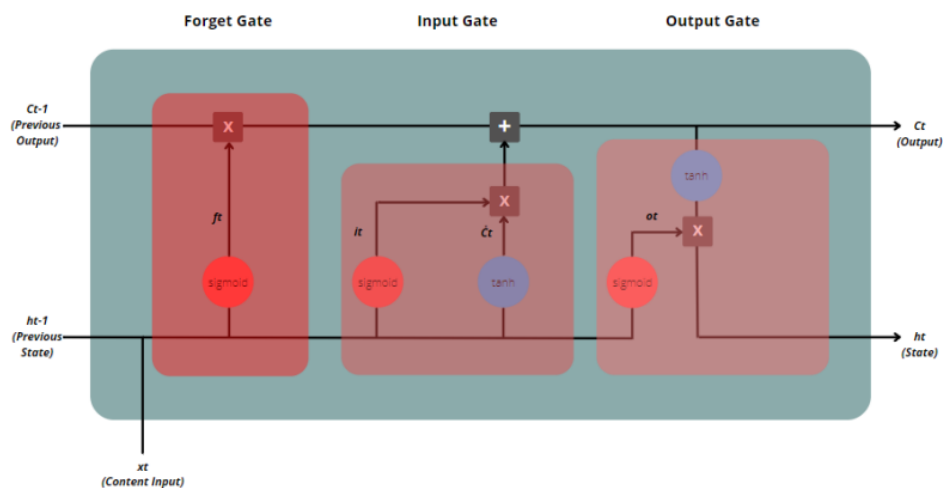 Forget Gate
Input Gate
Output Gate
Ct-1
(Previous
Output)
X
+
Ct
(Output)
tanh
X
ft
it
Ċt
ot
X
sigmoid
sigmoid
tanh
sigmoid
ht-1
(Previous
State)
ht
(State)
xt
(Content Input)